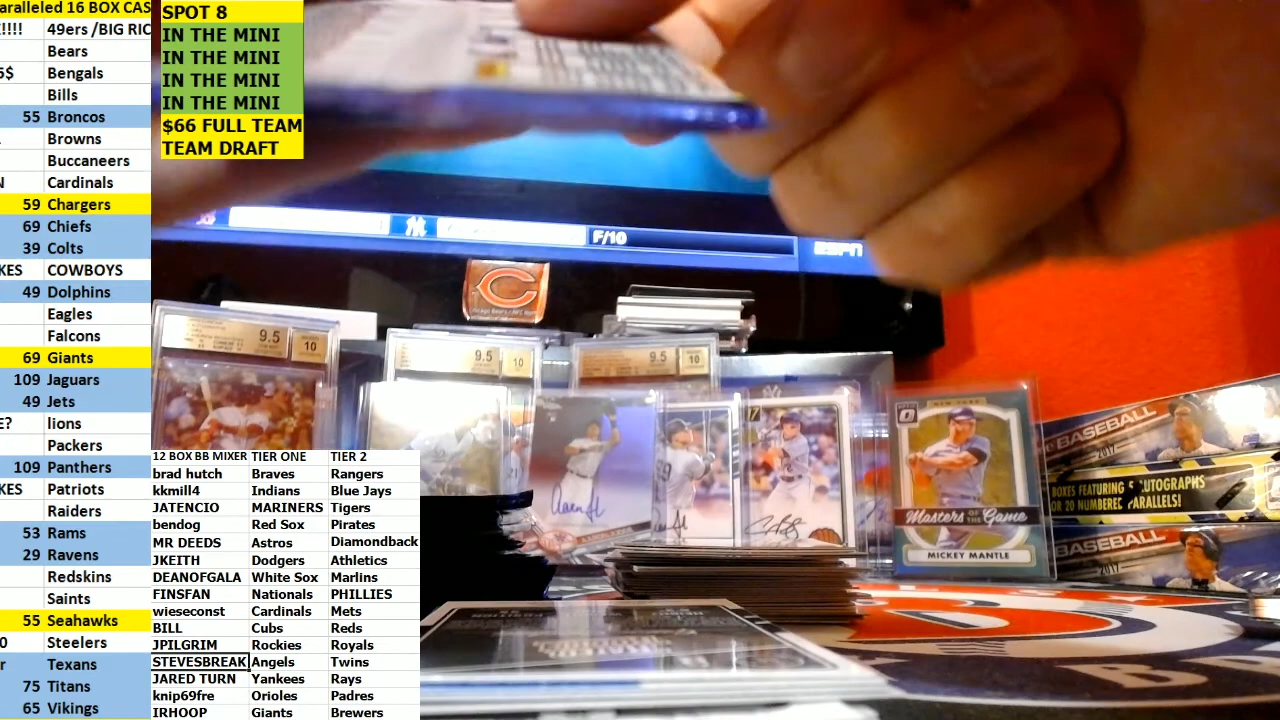 aralleled 16 BOX CAS
!!!! 49ers /BIG RIC
Bears
5$ Bengals
Bills
55 Broncos
Browns
Buccaneers
N Cardinals
59 Chargers
69 Chiefs
39 Colts
KES COWBOYS
49 Dolphins
Eagles
Falcons
69 Giants
109 Jaguars
49 Jets
E? lions
Packers
109 Panthers
KES Patriots
Raiders
53 Rams
29 Ravens
Redskins
Saints
55 Seahawks
0 Steelers
r Texans
75 Titans
65 Vikings
SPOT 8
IN THE MINI
IN THE MINI
IN THE MINI
IN THE MINI
$66 FULL TEAM
TEAM DRAFT
F/10
ESPN
9.5 10
9.5 10
9.5 10
12 BOX BB MIXER TIER ONE TIER 2
brad hutch Braves Rangers
kkmill4 Indians Blue Jays
JATENCIO MARINERS Tigers
bendog Red Sox Pirates
MR DEEDS Astros Diamondback
JKEITH Dodgers Athletics
DEANOFGALA White Sox Marlins
FINSFAN Nationals PHILLIES
wieseconst Cardinals Mets
BILL Cubs Reds
JPILGRIM Rockies Royals
STEVESBREAK Angels Twins
JARED TURN Yankees Rays
knip69fre Orioles Padres
IRHOOP Giants Brewers
NEW YORK
Masters OF THE Game
MICKEY MANTLE
BASEBALL
2017
BOXES FEATURING 5 AUTOGRAPHS
OR 20 NUMBERED PARALLELS!
BASEBALL
2017